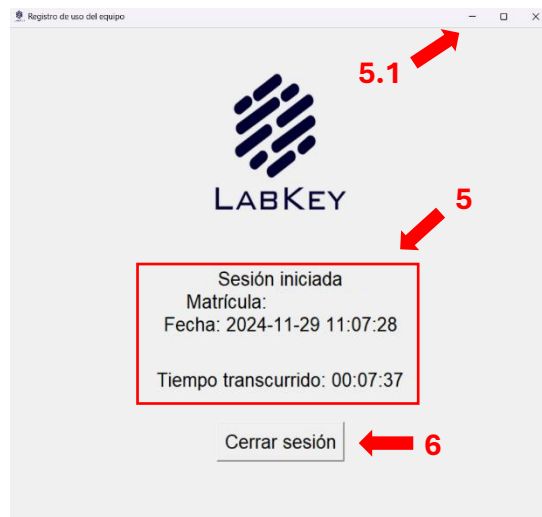 Registro de uso del equipo
5.1
LABKEY
5
Sesión iniciada
Matrícula:
Fecha: 2024-11-29 11:07:28
Tiempo transcurrido: 00:07:37
Cerrar sesión
6